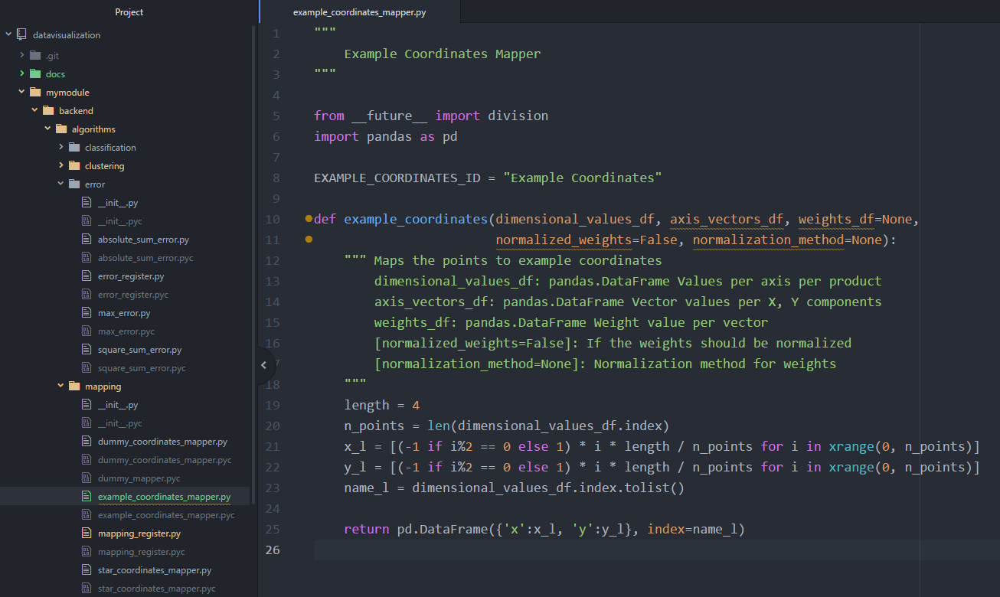 Project
datavisualization
.git
docs
mymodule
backend
algorithms
classification
clustering
error
__init__.py
__init__.pyc
absolute_sum_error.py
absolute_sum_error.pyc
error_register.py
error_register.pyc
max_error.py
max_error.pyc
square_sum_error.py
square_sum_error.pyc
mapping
__init__.py
__init__.pyc
dummy_coordinates_mapper.py
dummy_coordinates_mapper.pyc
dummy_mapper.pyc
example_coordinates_mapper.py
example_coordinates_mapper.pyc
mapping_register.py
mapping_register.pyc
star_coordinates_mapper.py
star_coordinates_mapper.pyc
example_coordinates_mapper.py
1 """
2     Example Coordinates Mapper
3 """
4
5 from __future__ import division
6 import pandas as pd
7
8 EXAMPLE_COORDINATES_ID = "Example Coordinates"
9
10 def example_coordinates(dimensional_values_df, axis_vectors_df, weights_df=None,
11                         normalized_weights=False, normalization_method=None):
12     """ Maps the points to example coordinates
13         dimensional_values_df: pandas.DataFrame Values per axis per product
14         axis_vectors_df: pandas.DataFrame Vector values per X, Y components
15         weights_df: pandas.DataFrame Weight value per vector
16         [normalized_weights=False]: If the weights should be normalized
7         [normalization_method=None]: Normalization method for weights
18     """
19     length = 4
20     n_points = len(dimensional_values_df.index)
21     x_l = [(-1 if i%2 == 0 else 1) * i * length / n_points for i in xrange(0, n_points)]
22     y_l = [(-1 if i%2 == 0 else 1) * i * length / n_points for i in xrange(0, n_points)]
23     name_l = dimensional_values_df.index.tolist()
24
25     return pd.DataFrame({'x':x_l, 'y':y_l}, index=name_l)
26